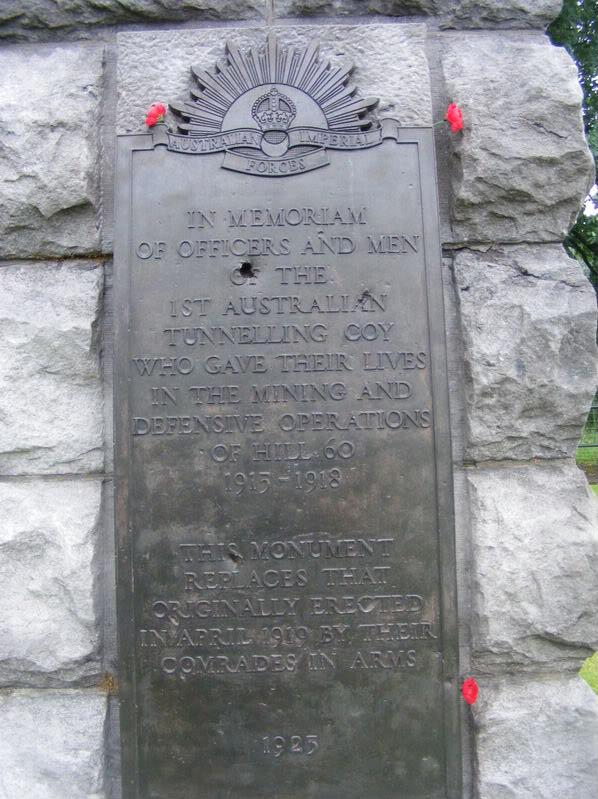 AUSTRALIAN IMPERIAL
FORCES
IN MEMORIAM
OF OFFICERS AND MEN
OF THE
1ST AUSTRALIAN
TUNNELLING COY
WHO GAVE THEIR LIVES
IN THE MINING AND
DEFENSIVE OPERATIONS
OF HILL 60
1915-1918
THIS MONUMENT
REPLACES THAT
ORIGINALLY ERECTED
IN APRIL 1919 BY THEIR
COMRADES IN ARMS
1923